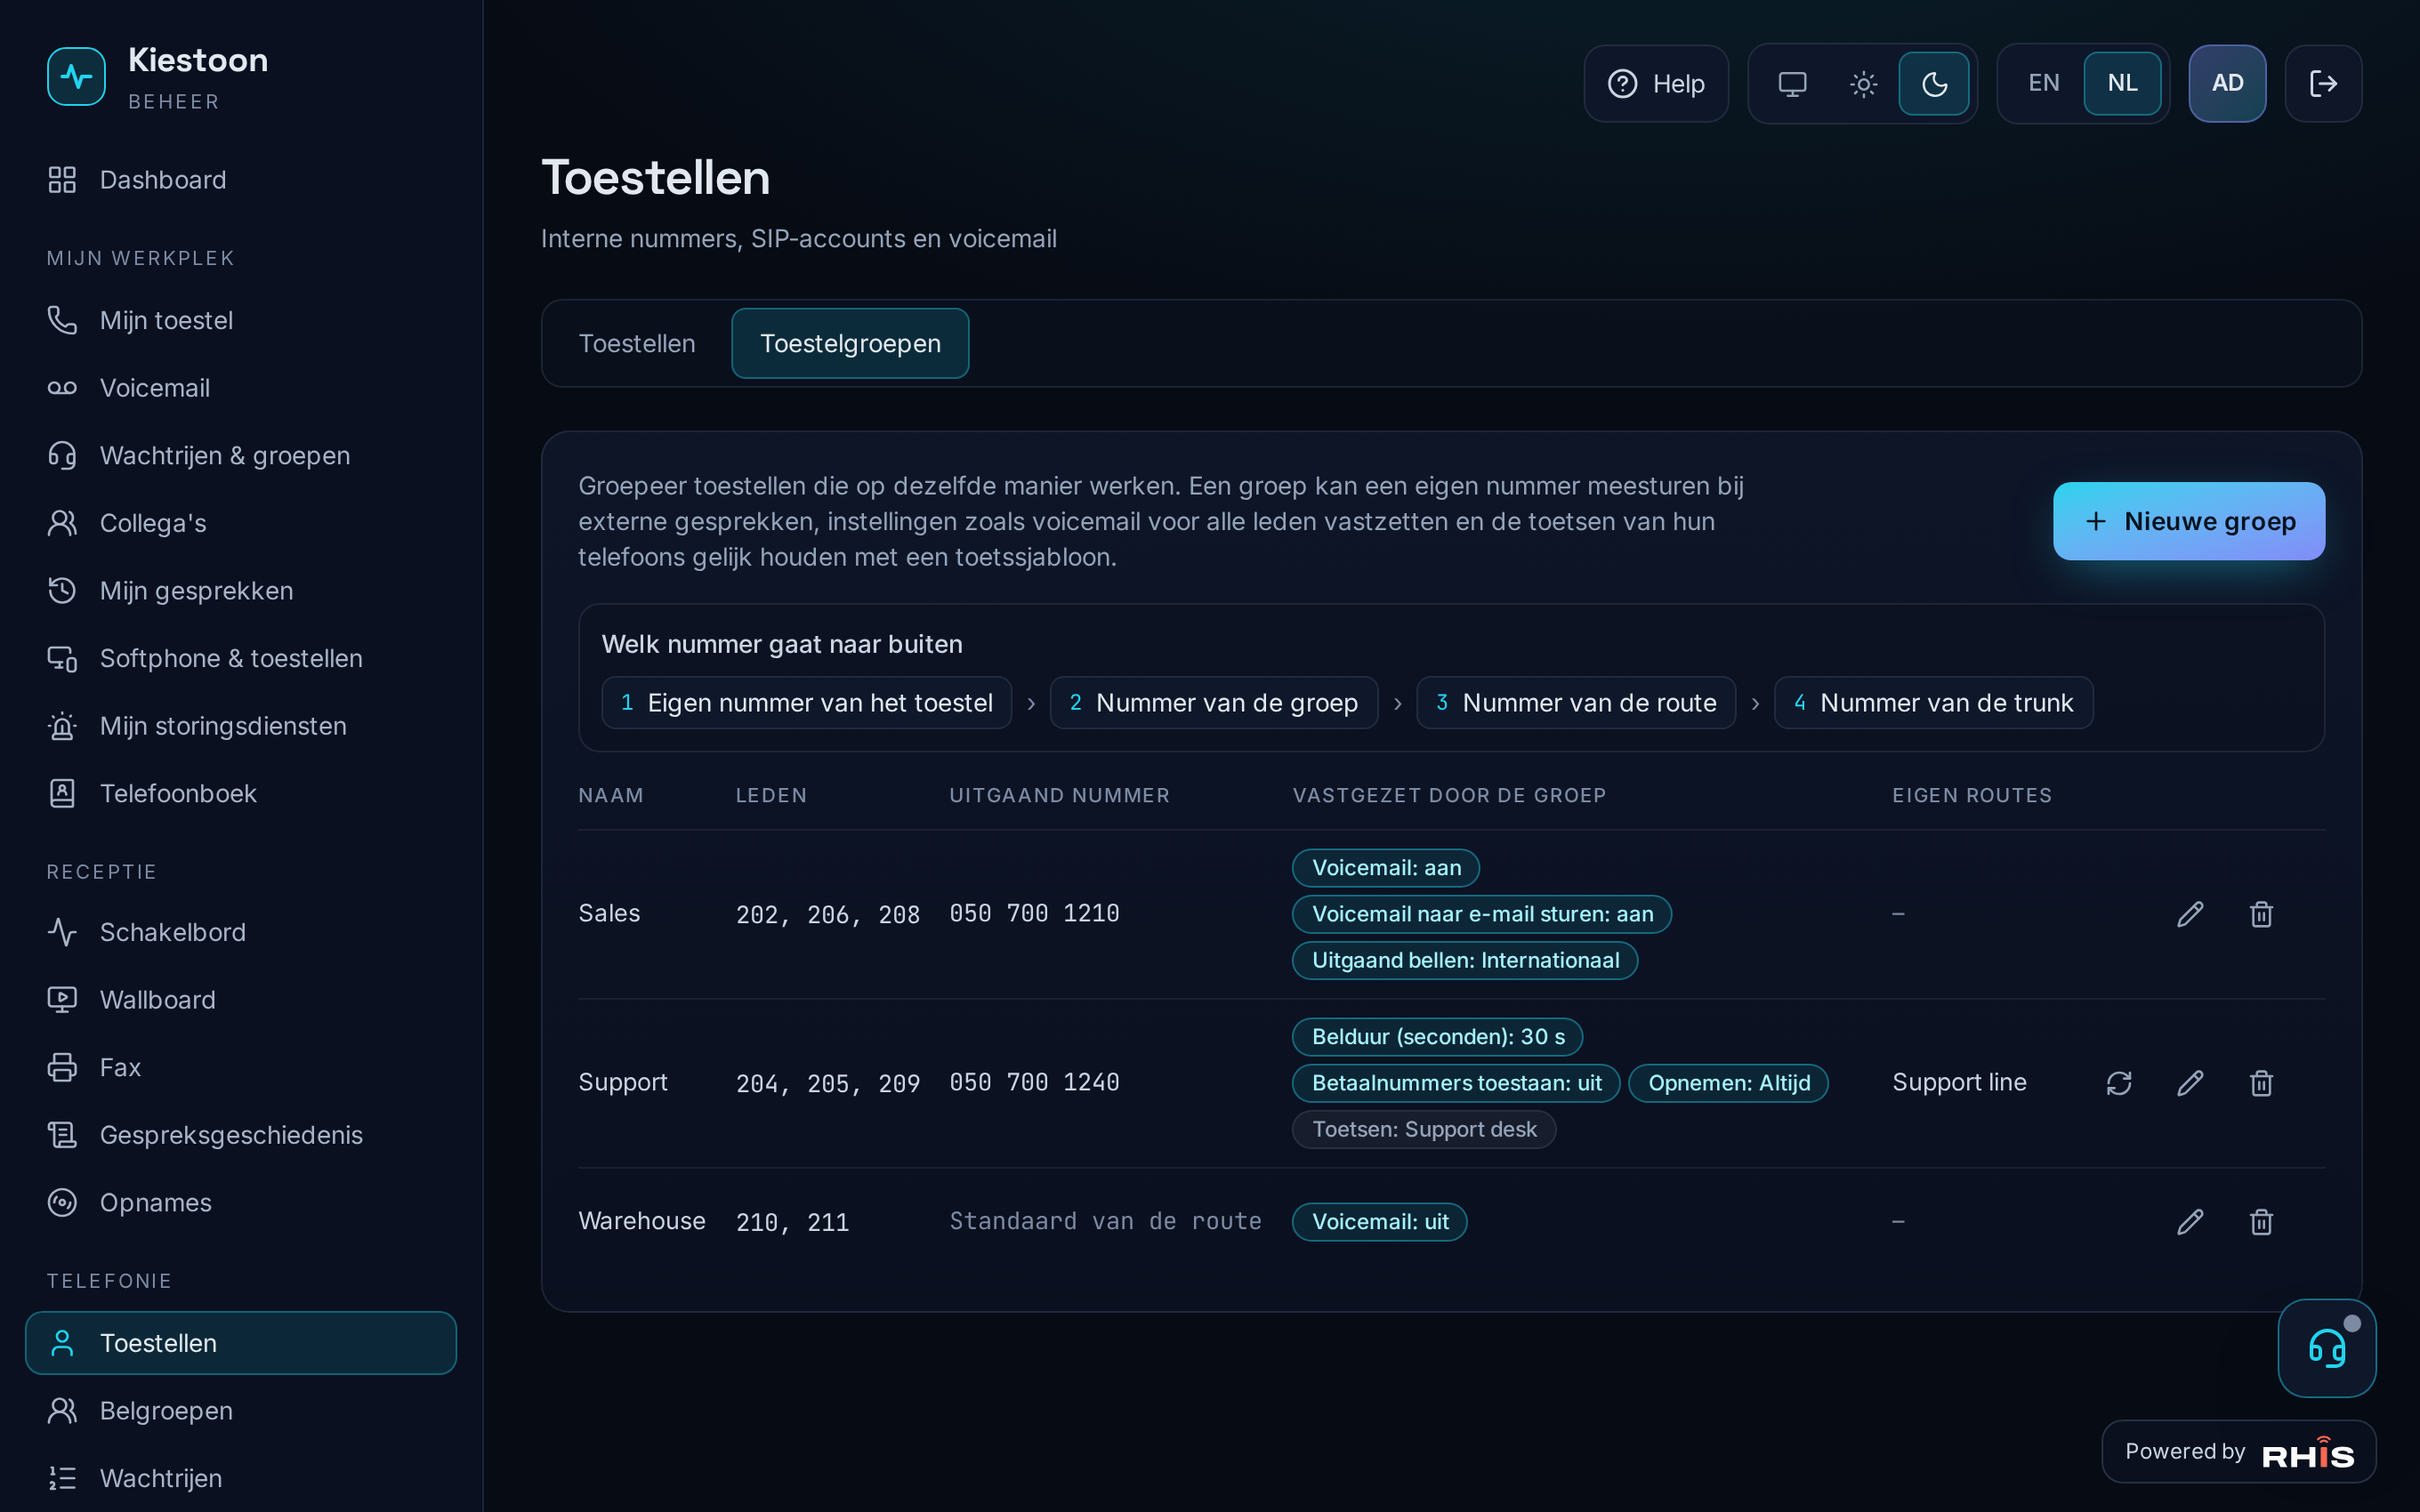 Kiestoon
BEHEER
Dashboard
MIJN WERKPLEK
Mijn toestel
Voicemail
Wachtrijen & groepen
Collega's
Mijn gesprekken
Softphone & toestellen
Mijn storingsdiensten
Telefoonboek
RECEPTIE
Schakelbord
Wallboard
Fax
Gespreksgeschiedenis
Opnames
TELEFONIE
Toestellen
Belgroepen
Wachtrijen
Help
EN
NL
AD
Toestellen
Interne nummers, SIP-accounts en voicemail
Toestellen
Toestelgroepen
Groepeer toestellen die op dezelfde manier werken. Een groep kan een eigen nummer meesturen bij
externe gesprekken, instellingen zoals voicemail voor alle leden vastzetten en de toetsen van hun
telefoons gelijk houden met een toetssjabloon.
Nieuwe groep
Welk nummer gaat naar buiten
1 Eigen nummer van het toestel › 2 Nummer van de groep › 3 Nummer van de route › 4 Nummer van de trunk
NAAM LEDEN UITGAAND NUMMER VASTGEZET DOOR DE GROEP EIGEN ROUTES
Voicemail: aan
Sales 202, 206, 208 050 700 1210 Voicemail naar e-mail sturen: aan –
Uitgaand bellen: Internationaal
Belduur (seconden): 30 s
Support 204, 205, 209 050 700 1240 Betaalnummers toestaan: uit Opnemen: Altijd Support line
Toetsen: Support desk
Warehouse 210, 211 Standaard van de route Voicemail: uit –
Powered by RHIS